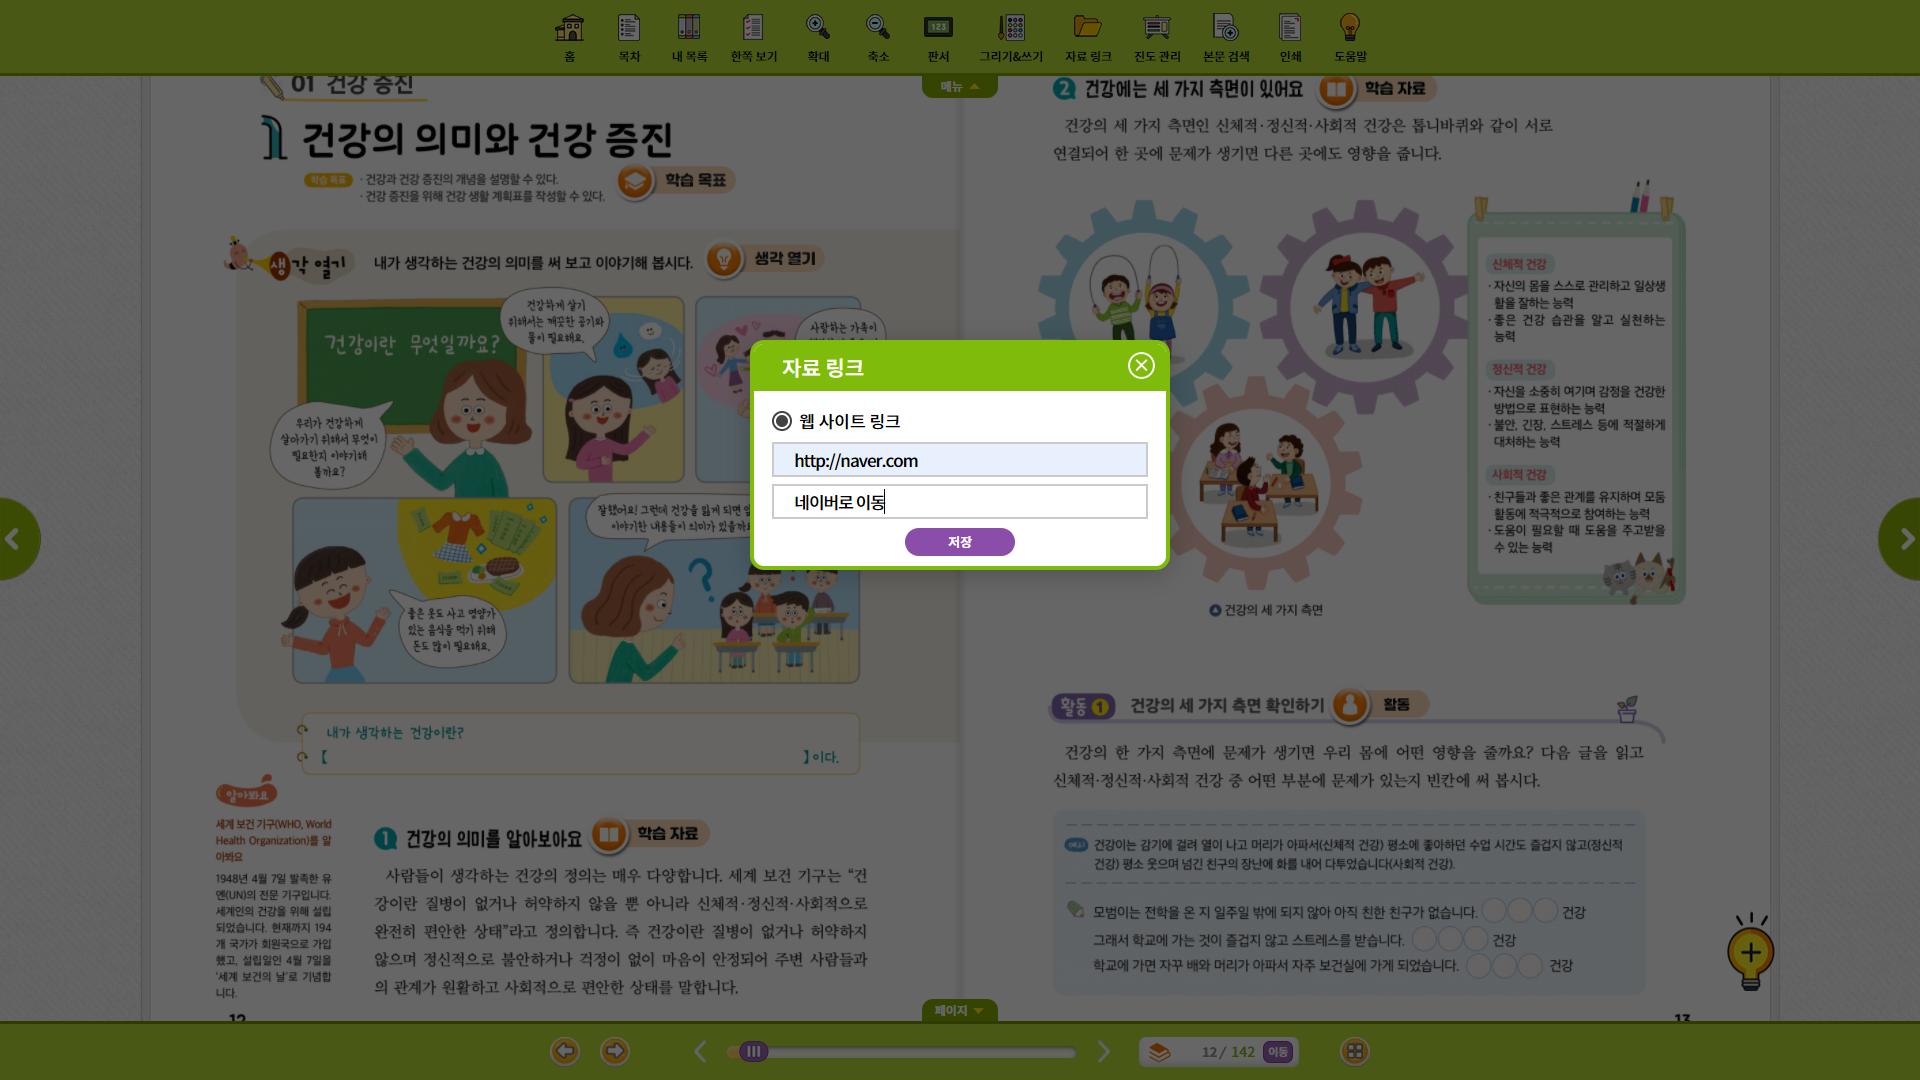 홈
목차
내 목록
한쪽 보기
확대
축소
123
판서
그리기&쓰기
자료 링크
진도 관리
본문 검색
인쇄
도움말
메뉴
01 건강 증진
1 건강의 의미와 건강 증진
학습 목표
· 건강과 건강 증진의 개념을 설명할 수 있다.
· 건강 증진을 위해 건강 생활 계획표를 작성할 수 있다.
학습 목표
생각 열기
내가 생각하는 건강의 의미를 써 보고 이야기해 봅시다.
생각 열기
건강이란 무엇일까요?
건강하게 살기
위해서는 깨끗한 공기와
물이 필요해요.
사랑하는 가족이
우리가 건강하게
살아가기 위해서 무엇이
필요한지 이야기해
볼까요?
잘했어요! 그런데 건강을 잃게 되면
이야기한 내용들이 의미가 있을까
좋은 옷도 사고 영양가
있는 음식을 먹기 위해
돈도 많이 필요해요.
내가 생각하는 건강이란?
【 】이다.
알아봐요
세계 보건 기구(WHO, World
Health Organization)를 알
아봐요
1948년 4월 7일 발족한 유
엔(UN)의 전문 기구입니다.
세계인의 건강을 위해 설립
되었습니다. 현재까지 194
개 국가가 회원국으로 가입
했고, 설립일인 4월 7일을
‘세계 보건의 날’로 기념합
니다.
1 건강의 의미를 알아보아요
학습 자료
사람들이 생각하는 건강의 정의는 매우 다양합니다. 세계 보건 기구는 “건
강이란 질병이 없거나 허약하지 않을 뿐 아니라 신체적·정신적·사회적으로
완전히 편안한 상태”라고 정의합니다. 즉 건강이란 질병이 없거나 허약하지
않으며 정신적으로 불안하거나 걱정이 없이 마음이 안정되어 주변 사람들과
의 관계가 원활하고 사회적으로 편안한 상태를 말합니다.
12
자료 링크
웹 사이트 링크
http://naver.com
네이버로 이동
저장
2 건강에는 세 가지 측면이 있어요
학습 자료
건강의 세 가지 측면인 신체적·정신적·사회적 건강은 톱니바퀴와 같이 서로
연결되어 한 곳에 문제가 생기면 다른 곳에도 영향을 줍니다.
신체적 건강
· 자신의 몸을 스스로 관리하고 일상생
활을 잘하는 능력
· 좋은 건강 습관을 알고 실천하는
능력
정신적 건강
· 자신을 소중히 여기며 감정을 건강한
방법으로 표현하는 능력
· 불안, 긴장, 스트레스 등에 적절하게
대처하는 능력
사회적 건강
· 친구들과 좋은 관계를 유지하며 모둠
활동에 적극적으로 참여하는 능력
· 도움이 필요할 때 도움을 주고받을
수 있는 능력
건강의 세 가지 측면
활동 1 건강의 세 가지 측면 확인하기
활동
건강의 한 가지 측면에 문제가 생기면 우리 몸에 어떤 영향을 줄까요? 다음 글을 읽고
신체적·정신적·사회적 건강 중 어떤 부분에 문제가 있는지 빈칸에 써 봅시다.
예시 건강이는 감기에 걸려 열이 나고 머리가 아파서(신체적 건강) 평소에 좋아하던 수업 시간도 즐겁지 않고(정신적
건강) 평소 웃으며 넘긴 친구의 장난에 화를 내어 다투었습니다(사회적 건강).
모범이는 전학을 온 지 일주일 밖에 되지 않아 아직 친한 친구가 없습니다. 건강
그래서 학교에 가는 것이 즐겁지 않고 스트레스를 받습니다. 건강
학교에 가면 자꾸 배와 머리가 아파서 자주 보건실에 가게 되었습니다. 건강
13
페이지
12 / 142 이동